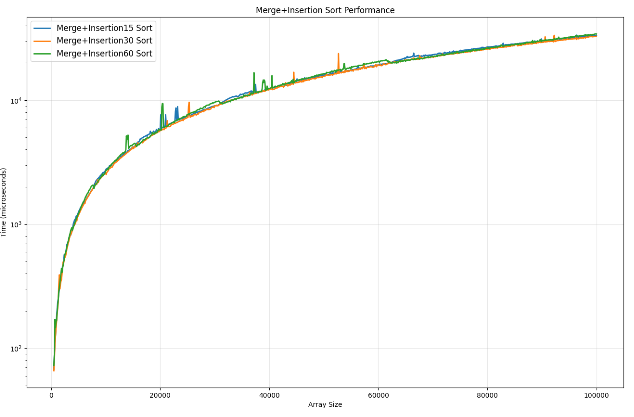 Merge+Insertion Sort Performance
Merge+Insertion15 Sort
Merge+Insertion30 Sort
Merge+Insertion60 Sort
10⁴
10³
10²
Time (microseconds)
0 20000 40000 60000 80000 100000
Array Size